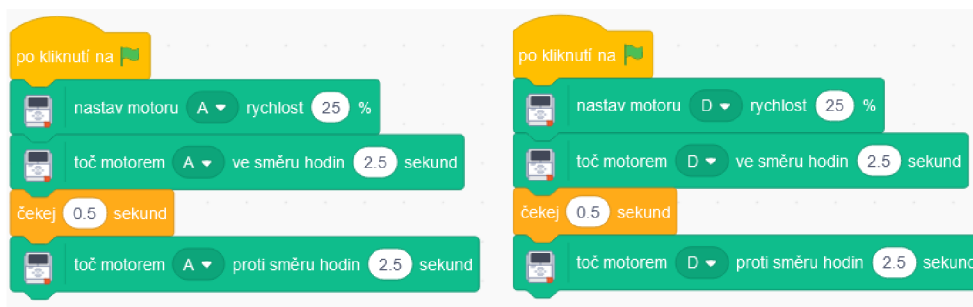 po kliknutí na
nastav motoru A rychlost 25 %
toč motorem A ve směru hodin 2.5 sekund
čekej 0.5 sekund
toč motorem A proti směru hodin 2.5 sekund
po kliknutí na
nastav motoru D rychlost 25 %
toč motorem D ve směru hodin 2.5 sekund
čekej 0.5 sekund
toč motorem D proti směru hodin 2.5 sekund